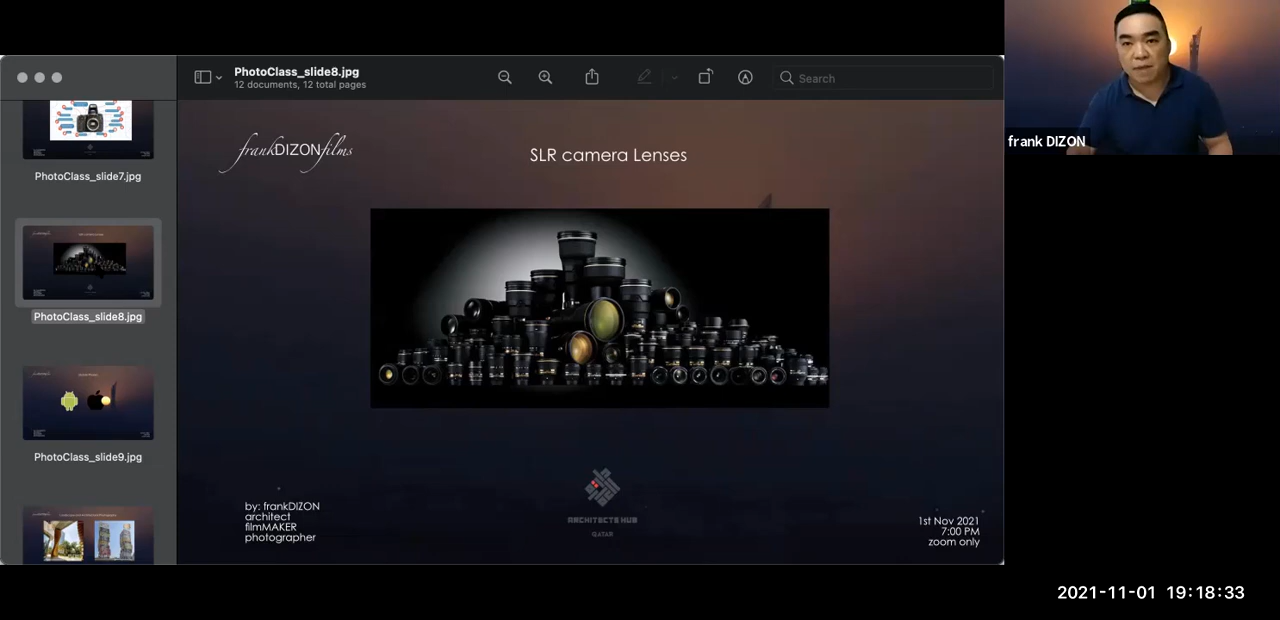 PhotoClass_slide8.jpg
12 documents, 12 total pages
Search
PhotoClass_slide7.jpg
PhotoClass_slide8.jpg
PhotoClass_slide9.jpg
frankDIZONfilms
SLR camera Lenses
by: frankDIZON
architect
filmMAKER
photographer
ARCHITECTS HUB
QATAR
1st Nov 2021
7:00 PM
zoom only
frank DIZON
2021-11-01 19:18:33